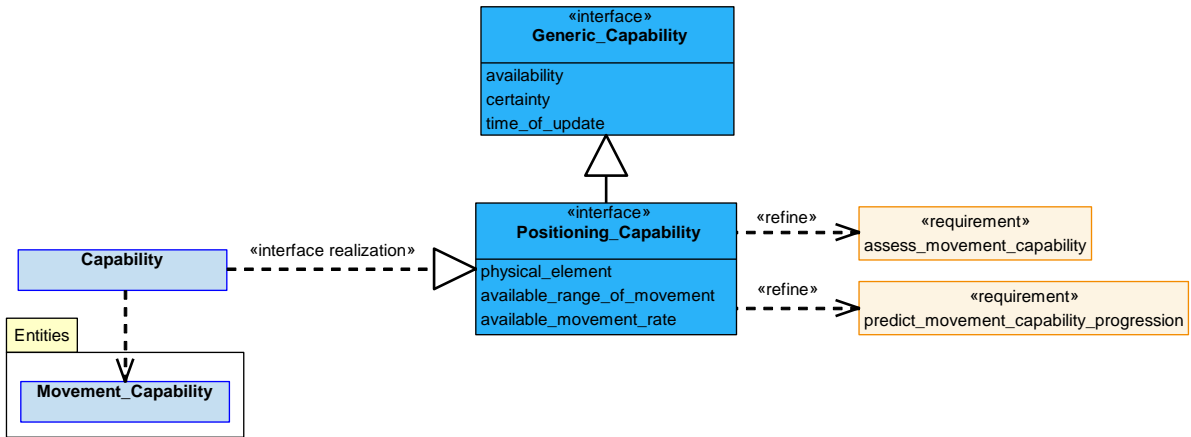 «interface»
Generic_Capability
availability
certainty
time_of_update
«interface»
Positioning_Capability
physical_element
available_range_of_movement
available_movement_rate
«refine»
«requirement»
assess_movement_capability
«refine»
«requirement»
predict_movement_capability_progression
Capability
«interface realization»
Entities
Movement_Capability